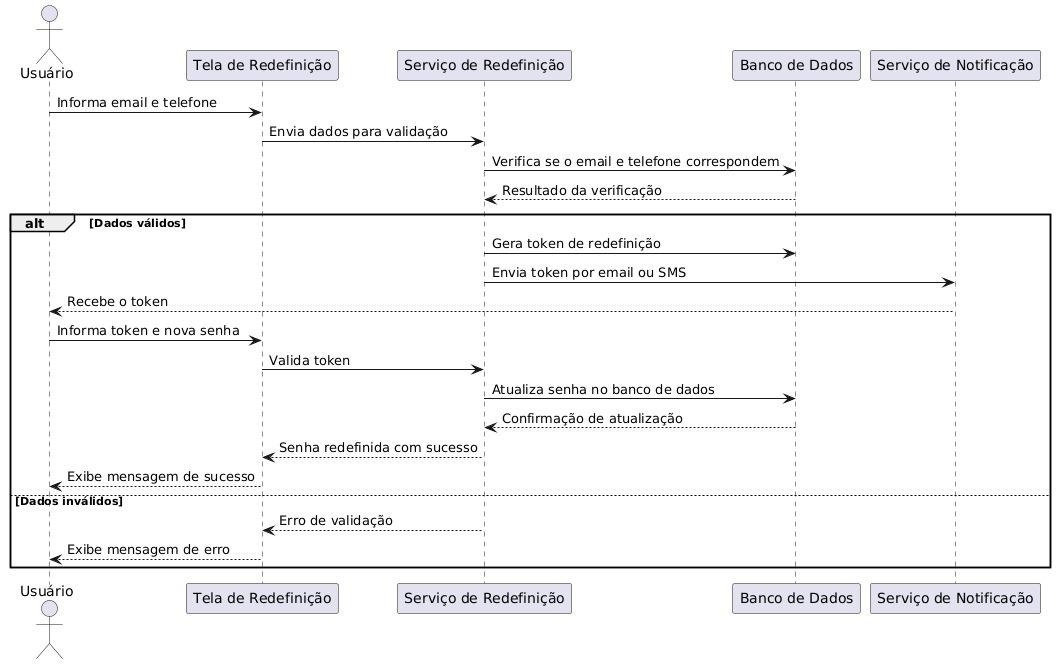 Usuário
Tela de Redefinição
Serviço de Redefinição
Banco de Dados
Serviço de Notificação
Informa email e telefone
Envia dados para validação
Verifica se o email e telefone correspondem
Resultado da verificação
alt
[Dados válidos]
Gera token de redefinição
Envia token por email ou SMS
Recebe o token
Informa token e nova senha
Valida token
Atualiza senha no banco de dados
Confirmação de atualização
Senha redefinida com sucesso
Exibe mensagem de sucesso
[Dados inválidos]
Erro de validação
Exibe mensagem de erro
Usuário
Tela de Redefinição
Serviço de Redefinição
Banco de Dados
Serviço de Notificação